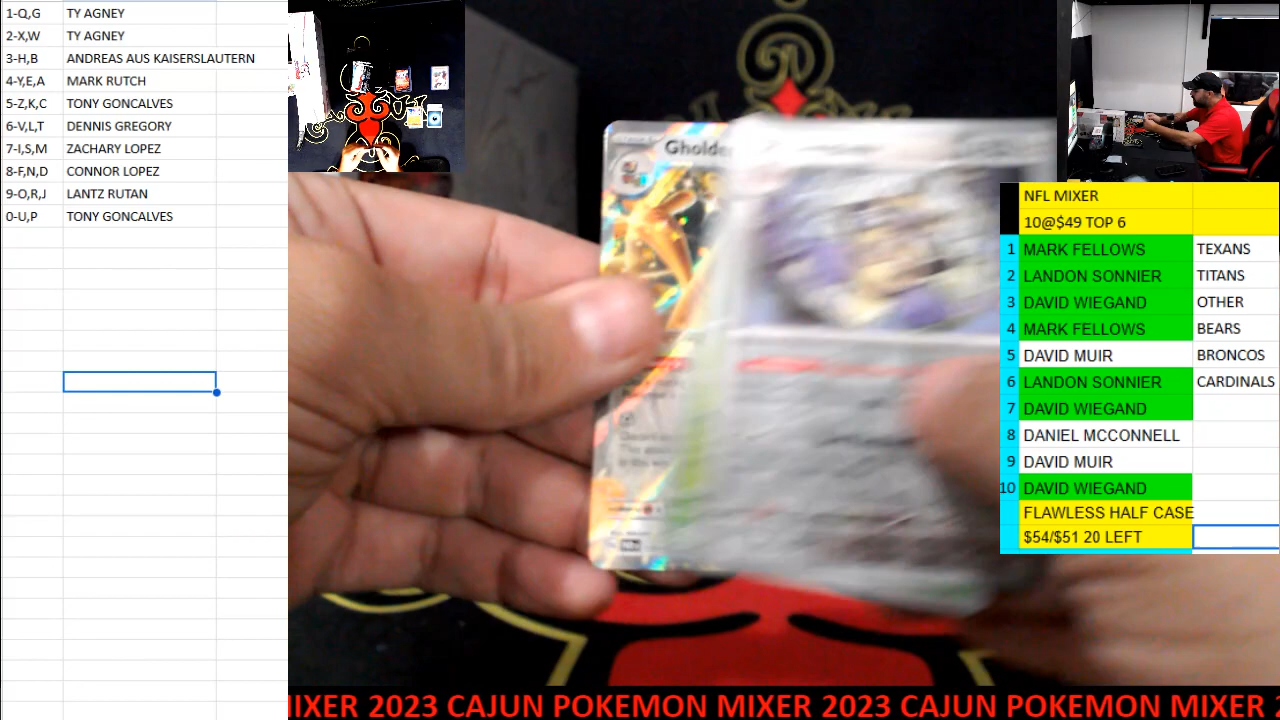 1-Q,G TY AGNEY
2-X,W TY AGNEY
3-H,B ANDREAS AUS KAISERSLAUTERN
4-Y,E,A MARK RUTCH
5-Z,K,C TONY GONCALVES
6-V,L,T DENNIS GREGORY
7-I,S,M ZACHARY LOPEZ
8-F,N,D CONNOR LOPEZ
9-O,R,J LANTZ RUTAN
0-U,P TONY GONCALVES
Gholde
NFL MIXER
10@$49 TOP 6
1 MARK FELLOWS TEXANS
2 LANDON SONNIER TITANS
3 DAVID WIEGAND OTHER
4 MARK FELLOWS BEARS
5 DAVID MUIR BRONCOS
6 LANDON SONNIER CARDINALS
7 DAVID WIEGAND
8 DANIEL MCCONNELL
9 DAVID MUIR
10 DAVID WIEGAND
FLAWLESS HALF CASE
$54/$51 20 LEFT
IXER 2023 CAJUN POKEMON MIXER 2023 CAJUN POKEMON MIXER